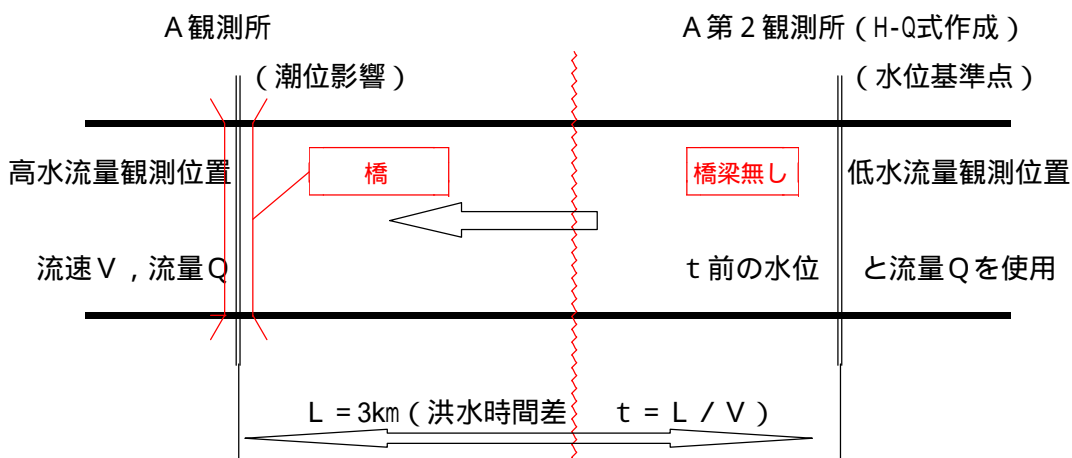 A観測所
A第2観測所(H-Q式作成)
(潮位影響)
(水位基準点)
高水流量観測位置
橋
橋梁無し
低水流量観測位置
流速V,流量Q
t前の水位
と流量Qを使用
L=3km(洪水時間差 t=L/V)